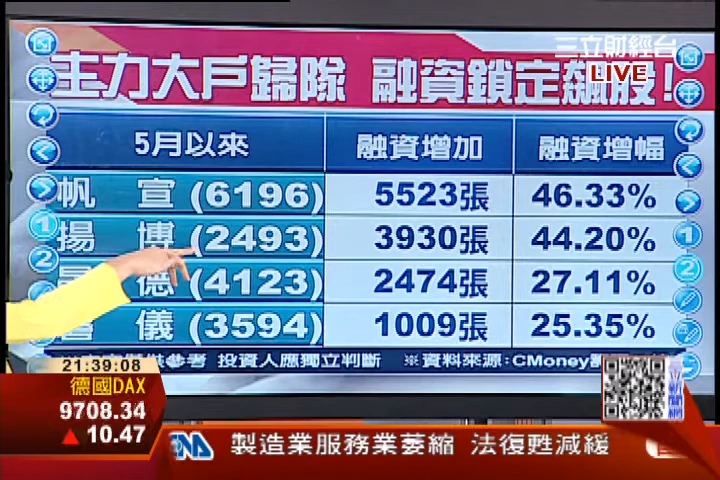 三立財經台
LIVE
主力大戶歸隊 融資鎖定飆股!
5月以來 融資增加 融資增幅
帆 宣 (6196) 5523張 46.33%
揚 博 (2493) 3930張 44.20%
德 (4123) 2474張 27.11%
儀 (3594) 1009張 25.35%
參考 投資人應獨立判斷 ※資料來源:CMoney
21:39:08
德國DAX
9708.34
▲10.47
製造業服務業萎縮 法復甦減緩